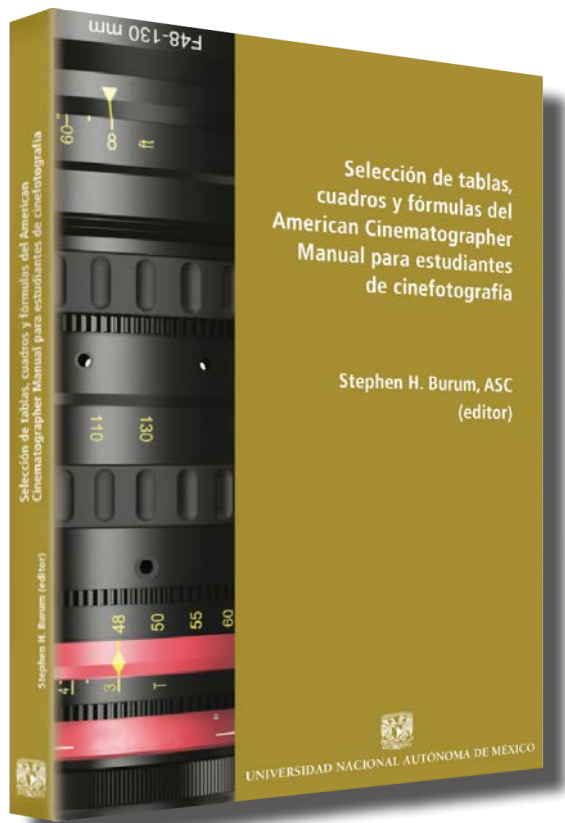 Selección de tablas, cuadros y fórmulas del American
Cinematographer Manual para estudiantes de cinefotografía
Stephen H. Burum (editor)
F48-130 mm
60
8
ft
110
130
48
50
55
60
4
3
T
Selección de tablas,
cuadros y fórmulas del
American Cinematographer
Manual para estudiantes
de cinefotografía
Stephen H. Burum, ASC
(editor)
UNIVERSIDAD NACIONAL AUTÓNOMA DE MÉXICO